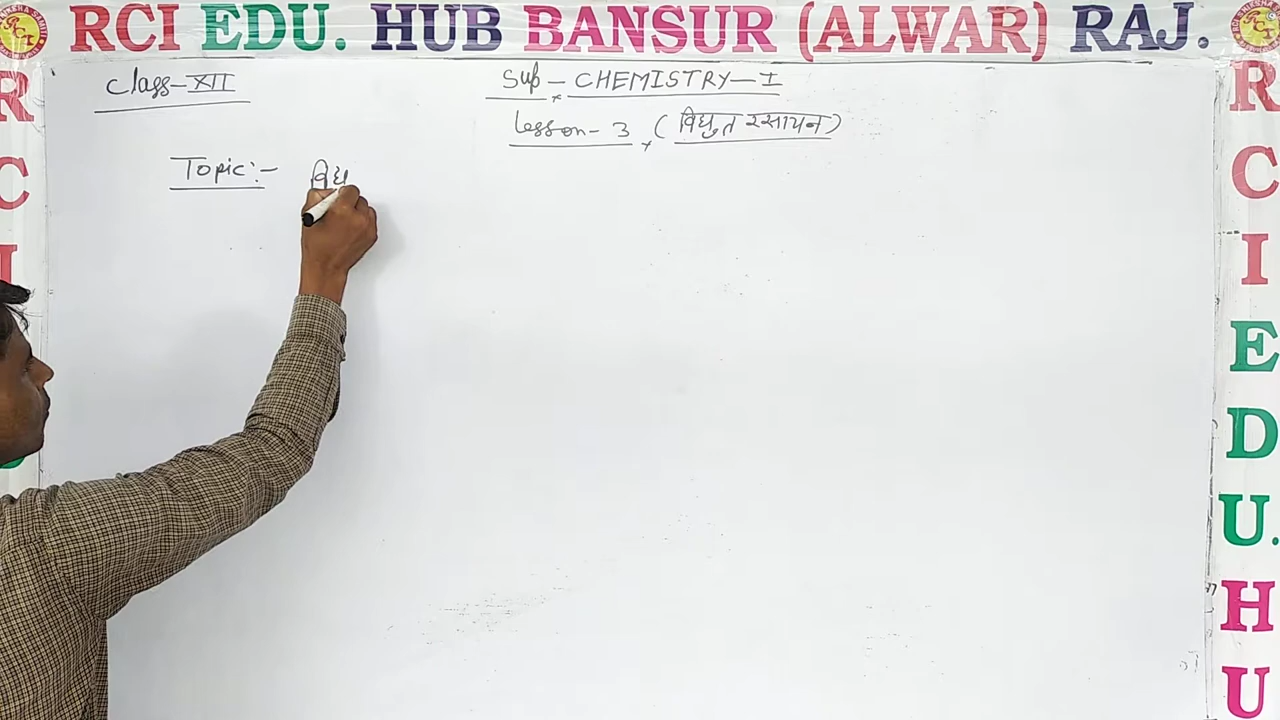 RCI EDU. HUB BANSUR (ALWAR) RAJ.
Class-XII
Sub - CHEMISTRY-I
Lesson-3 (विद्युत रसायन)
Topic:- विद्य
R
C
I
R
C
I
E
D
U.
H
U